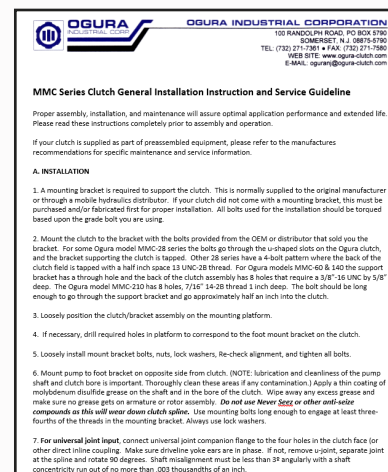 OGURA
INDUSTRIAL CORP.
OGURA INDUSTRIAL CORPORATION
100 RANDOLPH ROAD, PO BOX 5790
SOMERSET, N.J. 08875-5790
TEL: (732) 271-7361 ● FAX: (732) 271-7580
WEB SITE: www.ogura-clutch.com
E-MAIL: oguranj@ogura-clutch.com
MMC Series Clutch General Installation Instruction and Service Guideline
Proper assembly, installation, and maintenance will assure optimal application performance and extended life.
Please read these instructions completely prior to assembly and operation.
If your clutch is supplied as part of preassembled equipment, please refer to the manufactures
recommendations for specific maintenance and service information.
A. INSTALLATION
1. A mounting bracket is required to support the clutch. This is normally supplied to the original manufacturer
or through a mobile hydraulics distributor. If your clutch did not come with a mounting bracket, this must be
purchased and/or fabricated first for proper installation. All bolts used for the installation should be torqued
based upon the grade bolt you are using.
2. Mount the clutch to the bracket with the bolts provided from the OEM or distributor that sold you the
bracket. For some Ogura model MMC-28 series the bolts go through the u-shaped slots on the Ogura clutch,
and the bracket supporting the clutch is tapped. Other 28 series have a 4-bolt pattern where the back of the
clutch field is tapped with a half inch space 13 UNC-2B thread. For Ogura models MMC-60 & 140 the support
bracket has a through hole and the back of the clutch assembly has 8 holes that require a 3/8"-16 UNC by 5/8"
deep. The Ogura model MMC-210 has 8 holes, 7/16" 14-2B thread 1 inch deep. The bolt should be long
enough to go through the support bracket and go approximately half an inch into the clutch.
3. Loosely position the clutch/bracket assembly on the mounting platform.
4. If necessary, drill required holes in platform to correspond to the foot mount bracket on the clutch.
5. Loosely install mount bracket bolts, nuts, lock washers, Re-check alignment, and tighten all bolts.
6. Mount pump to foot bracket on opposite side from clutch. (NOTE: lubrication and cleanliness of the pump
shaft and clutch bore is important. Thoroughly clean these areas if any contamination.) Apply a thin coating of
molybdenum disulfide grease on the shaft and in the bore of the clutch. Wipe away any excess grease and
make sure no grease gets on armature or rotor assembly. Do not use Never Seez or other anti-seize
compounds as this will wear down clutch spline. Use mounting bolts long enough to engage at least three-
fourths of the threads in the mounting bracket. Always use lock washers.
7. For universal joint input, connect universal joint companion flange to the four holes in the clutch face (or
other direct inline coupling. Make sure driveline yoke ears are in phase. If not, remove u-joint, separate joint
at the spline and rotate 90 degrees. Shaft misalignment must be less than 3º angularly with a shaft
concentricity run out of no more than .003 thousandths of an inch.